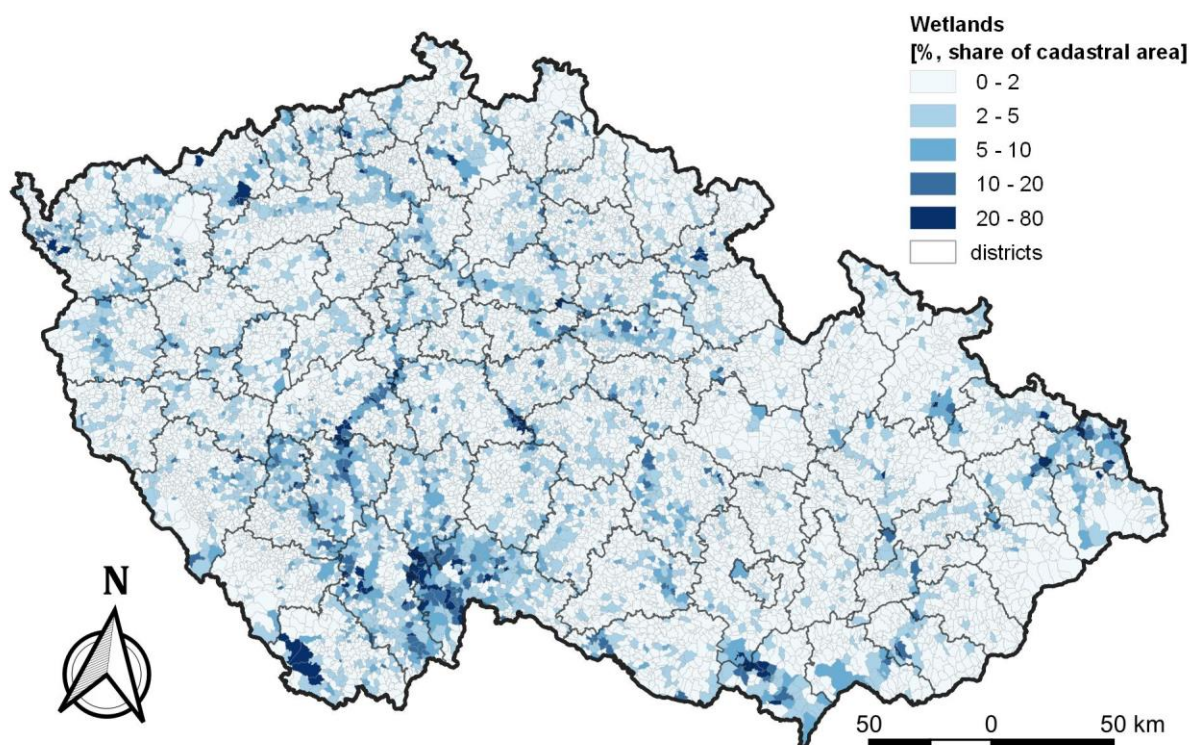 Wetlands
[%, share of cadastral area]
0 - 2
2 - 5
5 - 10
10 - 20
20 - 80
districts
N
50 0 50 km